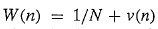 W(n) = 1/N + v(n)